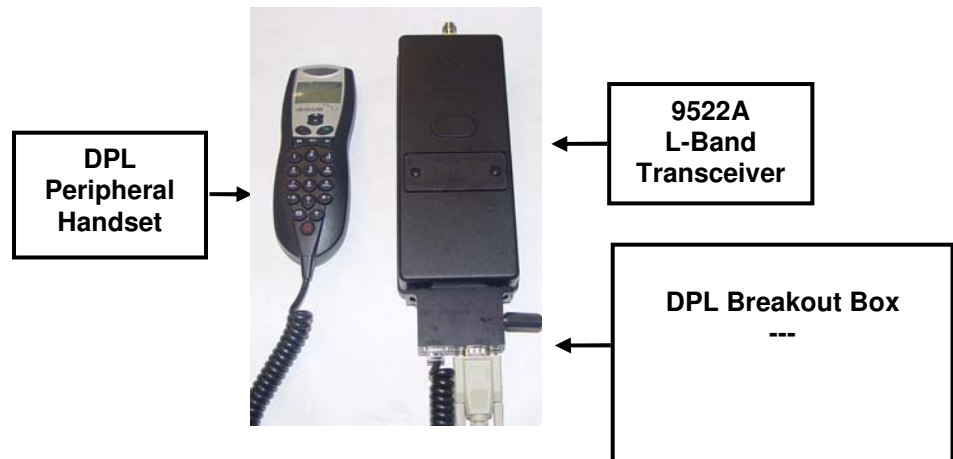 DPL
Peripheral
Handset
9522A
L-Band
Transceiver
DPL Breakout Box
---